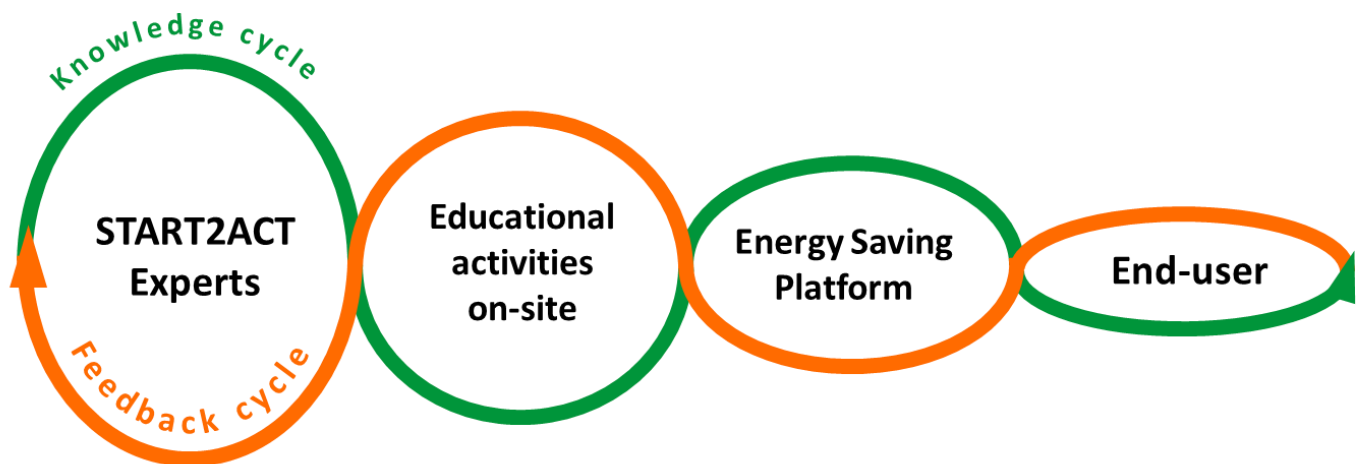 Knowledge cycle
START2ACT
Experts
Feedback cycle
Educational
activities
on-site
Energy Saving
Platform
End-user